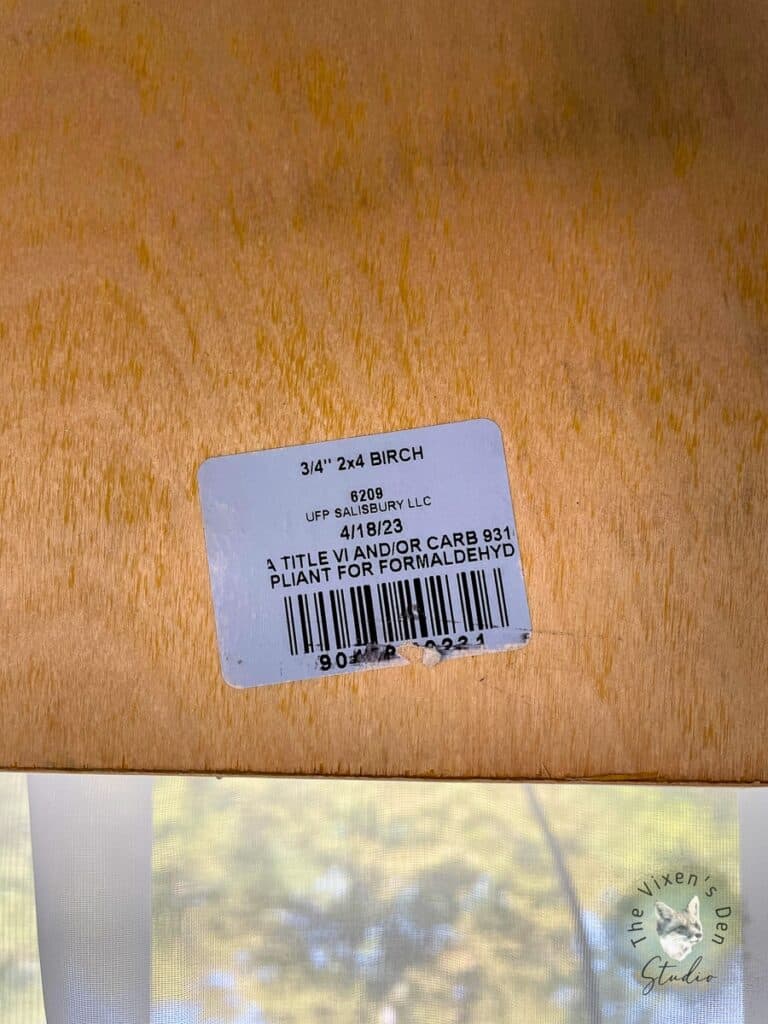 3/4'' 2x4 BIRCH
6209
UFP SALISBURY LLC
4/18/23
A TITLE VI AND/OR CARB 931
PLIANT FOR FORMALDEHYD
The Vixen's Den
Studio